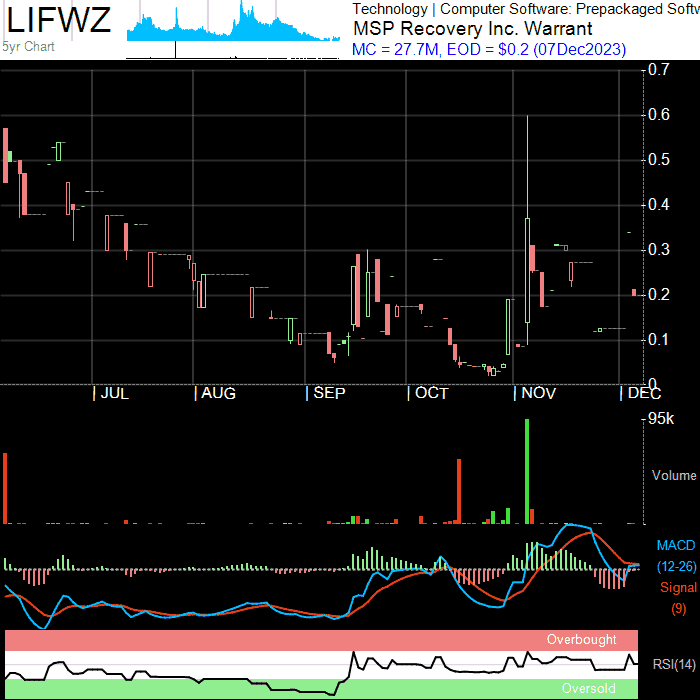 LIFWZ
5yr Chart
Technology | Computer Software: Prepackaged Softw
MSP Recovery Inc. Warrant
MC = 27.7M, EOD = $0.2 (07Dec2023)
0.7
0.6
0.5
0.4
0.3
0.2
0.1
0
| JUL | AUG | SEP | OCT | NOV | DEC
95k
Volume
MACD
(12-26)
Signal
(9)
Overbought
RSI(14)
Oversold